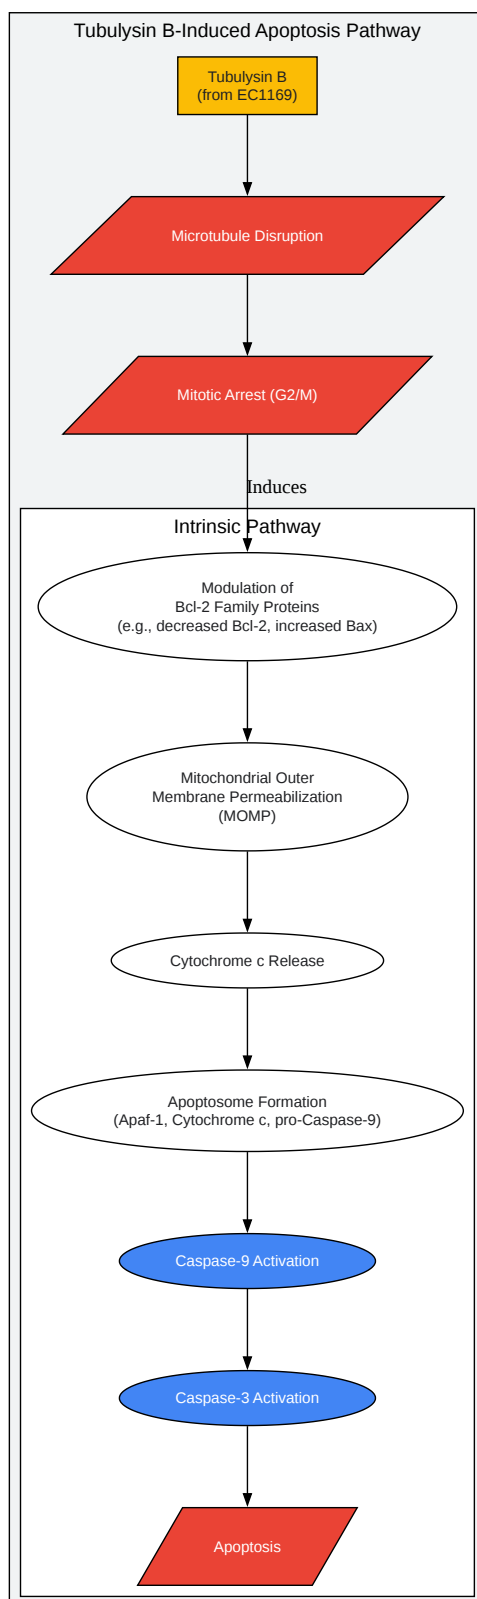 Tubulysin B-Induced Apoptosis Pathway
Tubulysin B
(from EC1169)
Microtubule Disruption
Mitotic Arrest (G2/M)
Induces
Intrinsic Pathway
Modulation of
Bcl-2 Family Proteins
(e.g., decreased Bcl-2, increased Bax)
Mitochondrial Outer
Membrane Permeabilization
(MOMP)
Cytochrome c Release
Apoptosome Formation
(Apaf-1, Cytochrome c, pro-Caspase-9)
Caspase-9 Activation
Caspase-3 Activation
Apoptosis